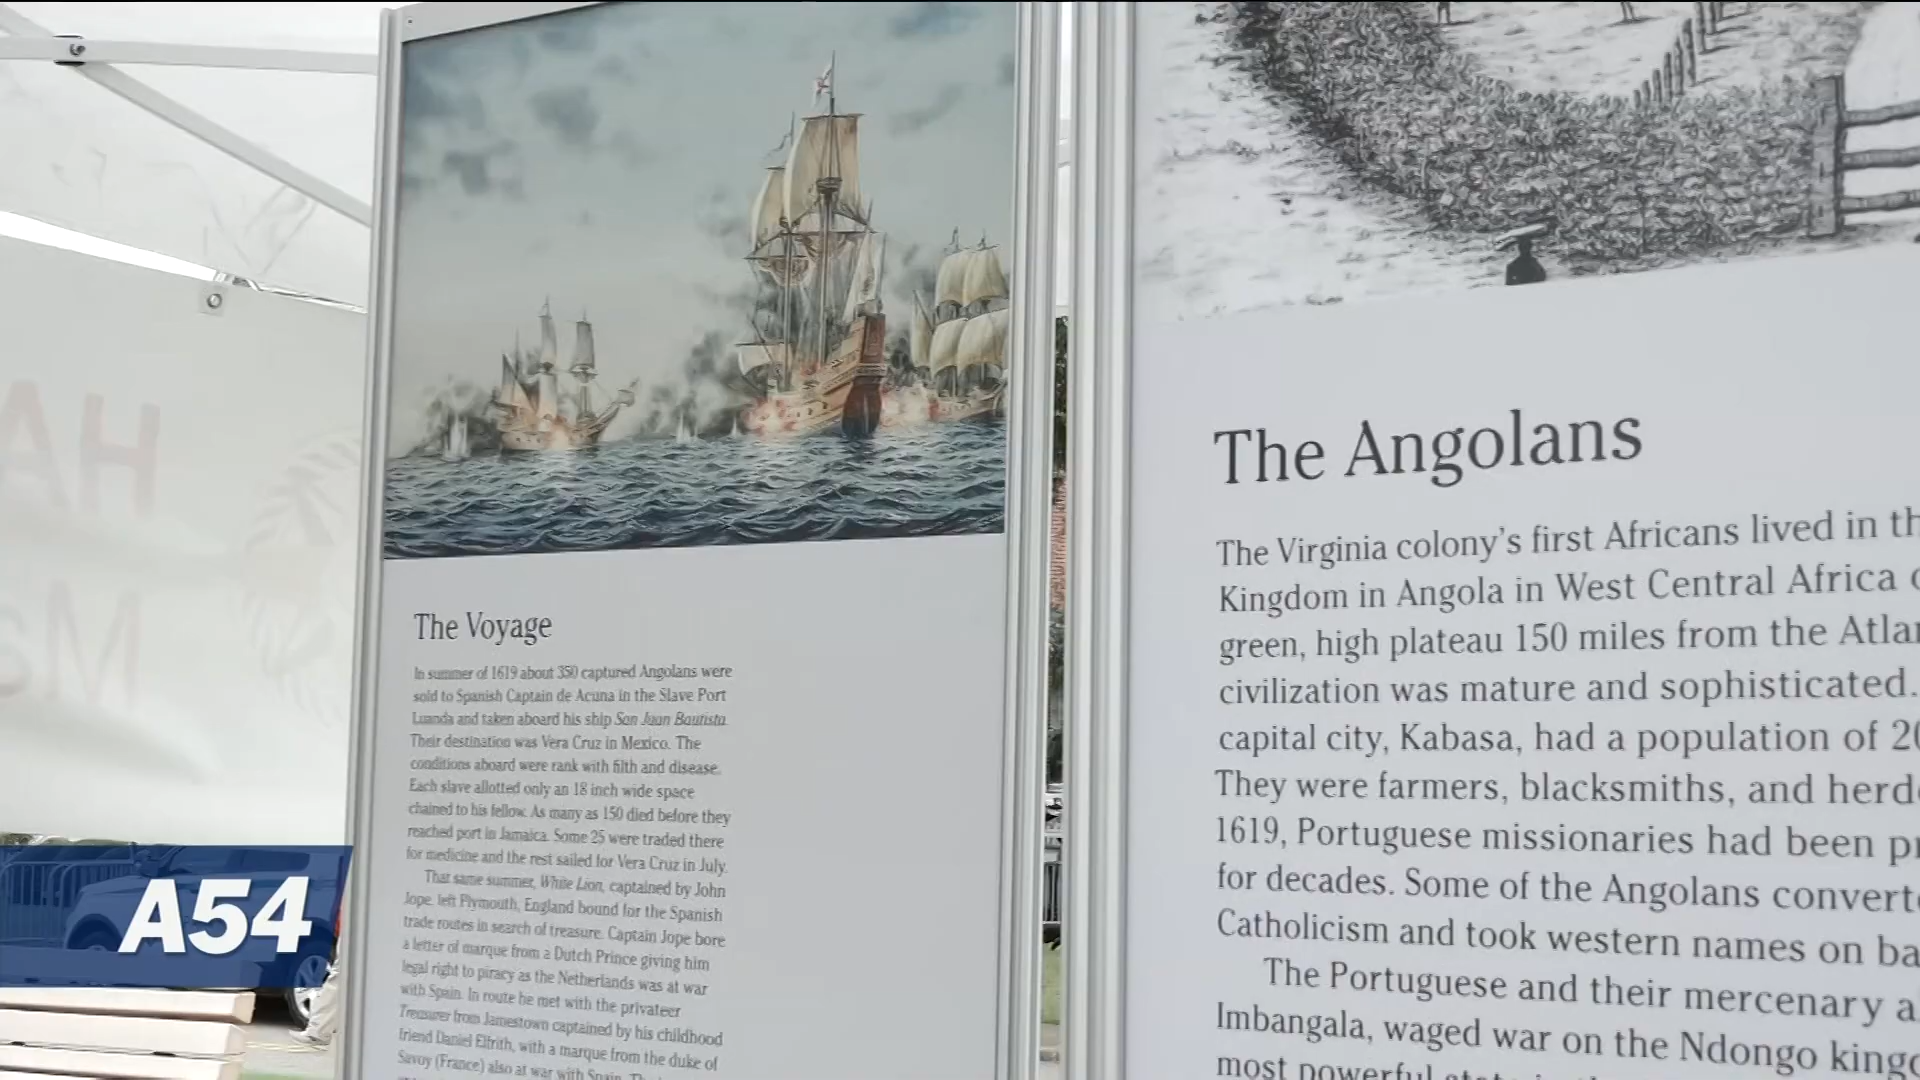 HA
Ma
The Voyage
In summer of 1619 about 350 captured Angolans were
sold to Spanish Captain de Acuna in the Slave Port
Luanda and taken aboard his ship San Juan Bautista.
Their destination was Vera Cruz in Mexico. The
conditions aboard were rank with filth and disease.
Each slave allotted only an 18 inch wide space
chained to his fellow. As many as 150 died before they
reached port in Jamaica. Some 25 were traded there
for medicine and the rest sailed for Vera Cruz in July.
That same summer, White Lion, captained by John
Jope, left Plymouth, England bound for the Spanish
trade routes in search of treasure. Captain Jope bore
a letter of marque from a Dutch Prince giving him
legal right to piracy as the Netherlands was at war
with Spain. In route he met with the privateer
Treasurer from Jamestown captained by his childhood
friend Daniel Elfrith, with a marque from the duke of
Savoy (France) also at war with Spain.
The Angolans
The Virginia colony's first Africans lived in th
Kingdom in Angola in West Central Africa
green, high plateau 150 miles from the Atlan
civilization was mature and sophisticated.
capital city, Kabasa, had a population of 20
They were farmers, blacksmiths, and herd
1619, Portuguese missionaries had been pr
for decades. Some of the Angolans convert
Catholicism and took western names on ba
The Portuguese and their mercenary a
Imbangala, waged war on the Ndongo kingd
most powerful
A54